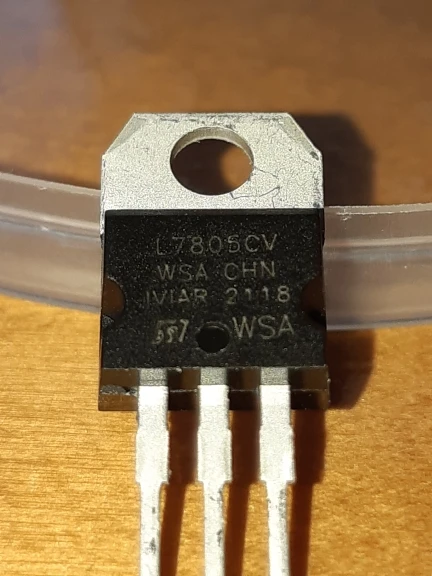 L7805CV
WSA CHN
IVIAR 2118
ST WSA